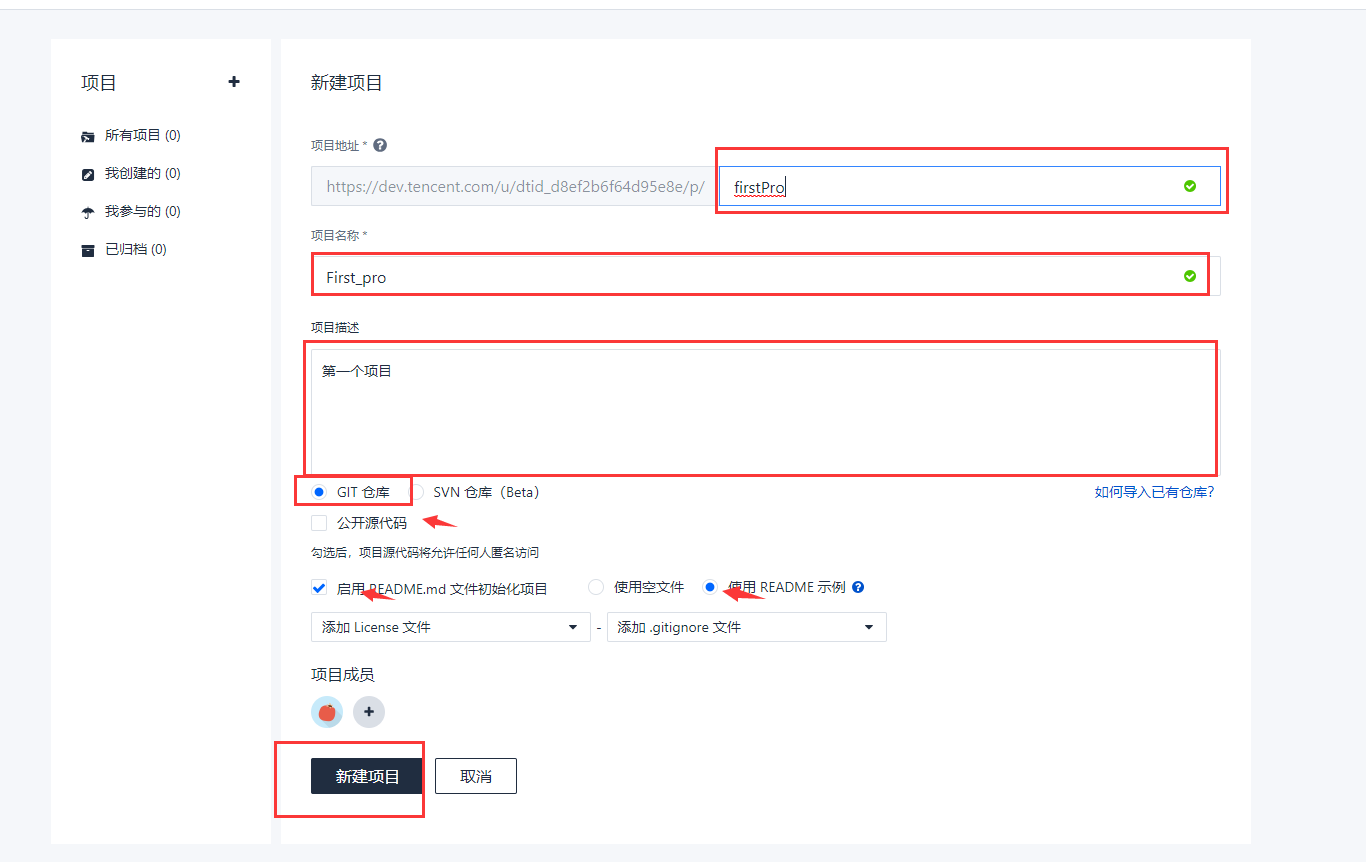 项目 +
所有项目 (0)
我创建的 (0)
我参与的 (0)
已归档 (0)
新建项目
项目地址 * ?
https://dev.tencent.com/u/dtid_d8ef2b6f64d95e8e/p/ firstPro
项目名称 *
First_pro
项目描述
第一个项目
GIT 仓库 SVN 仓库（Beta） 如何导入已有仓库?
公开源代码
勾选后，项目源代码将允许任何人匿名访问
启用 README.md 文件初始化项目 使用空文件 使用 README 示例 ?
添加 License 文件 - 添加 .gitignore 文件
项目成员
+
新建项目 取消